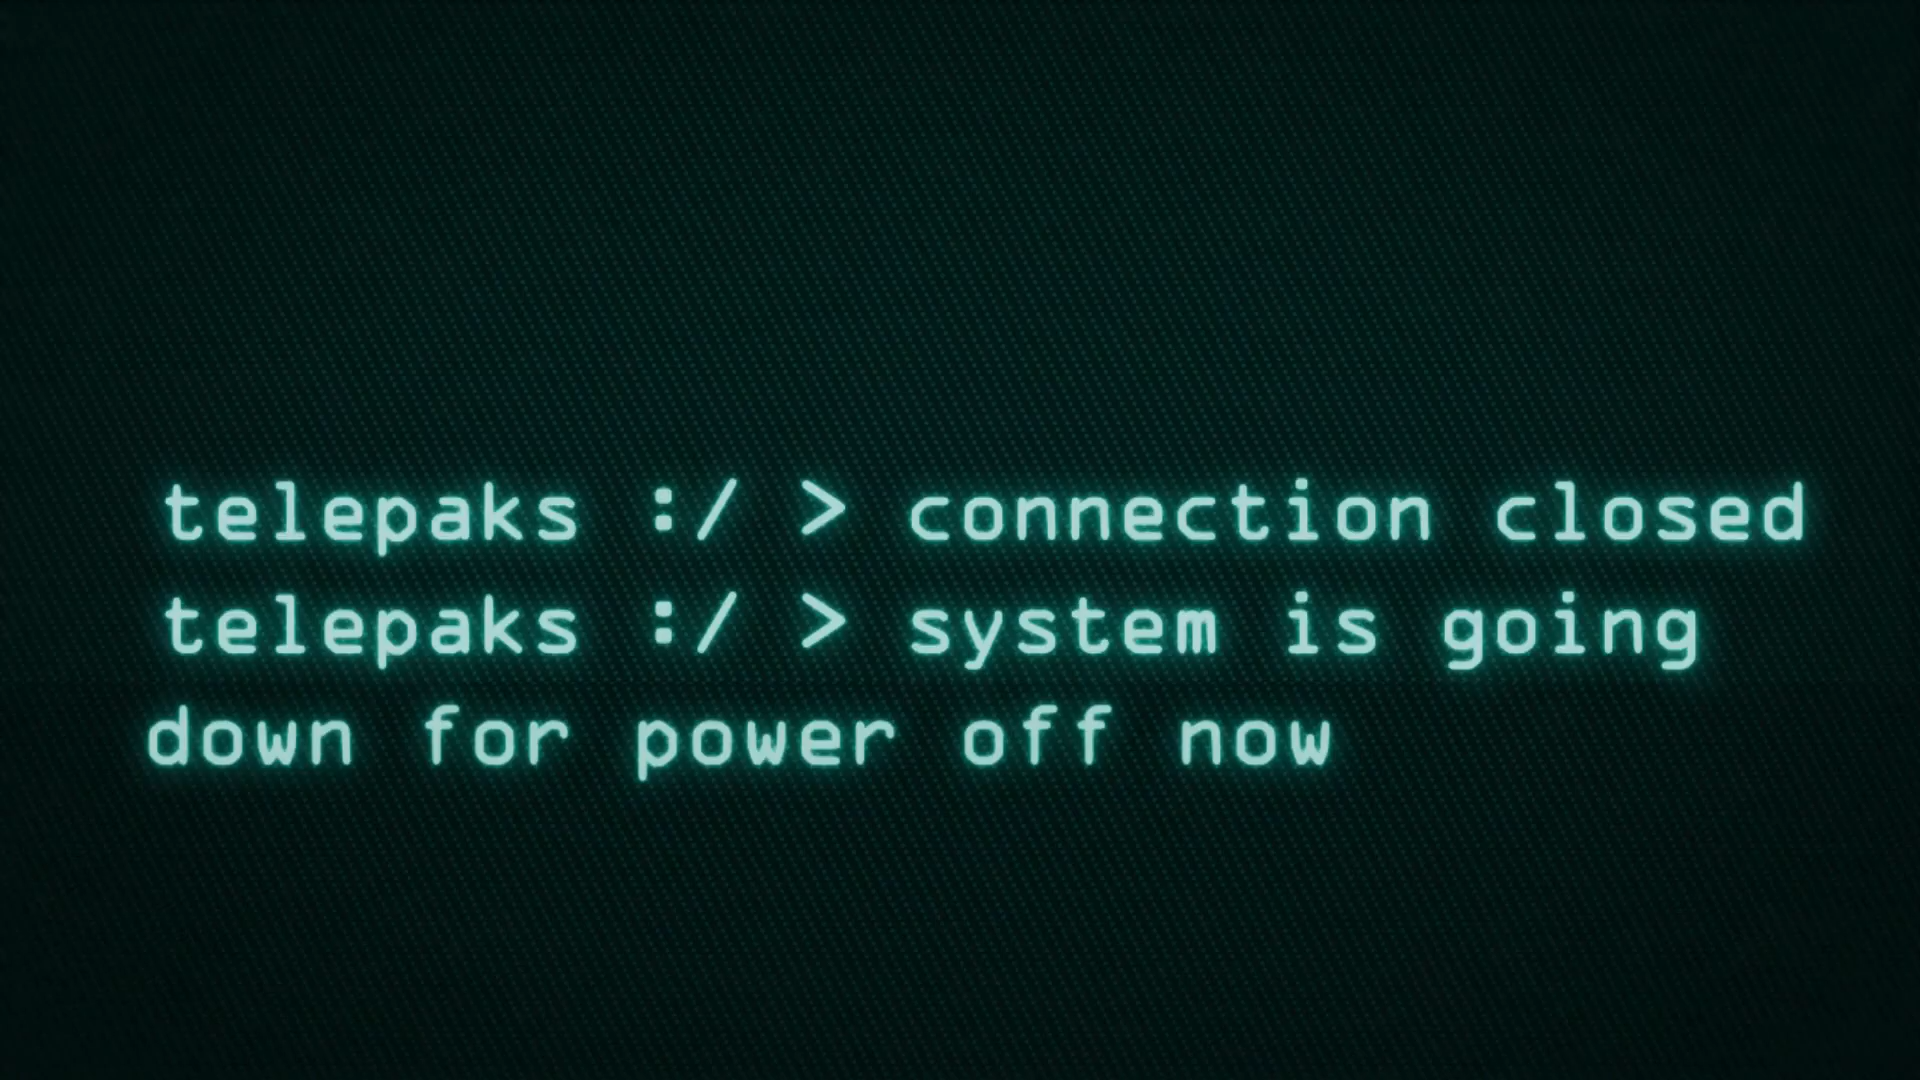 telepaks :/ > connection closed
telepaks :/ > system is going
down for power off now